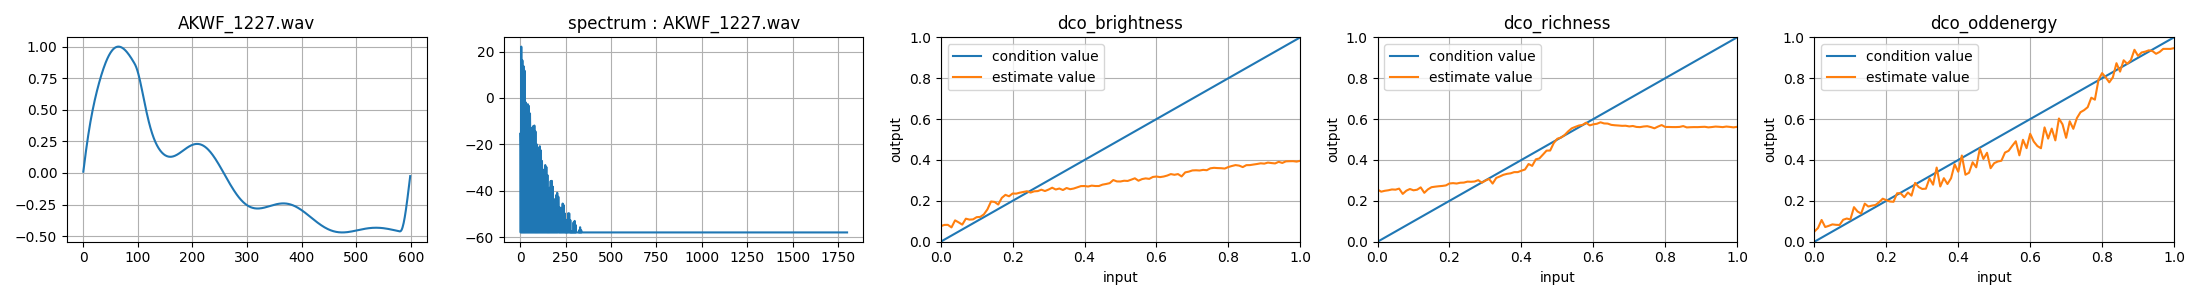 AKWF_1227.wav
1.00
0.75
0.50
0.25
0.00
−0.25
−0.50
0 100 200 300 400 500 600
spectrum : AKWF_1227.wav
20
0
−20
−40
−60
0 250 500 750 1000 1250 1500 1750
dco_brightness
condition value
estimate value
output
1.0
0.8
0.6
0.4
0.2
0.0
0.0 0.2 0.4 0.6 0.8 1.0
input
dco_richness
condition value
estimate value
output
1.0
0.8
0.6
0.4
0.2
0.0
0.0 0.2 0.4 0.6 0.8 1.0
input
dco_oddenergy
condition value
estimate value
output
1.0
0.8
0.6
0.4
0.2
0.0
0.0 0.2 0.4 0.6 0.8 1.0
input